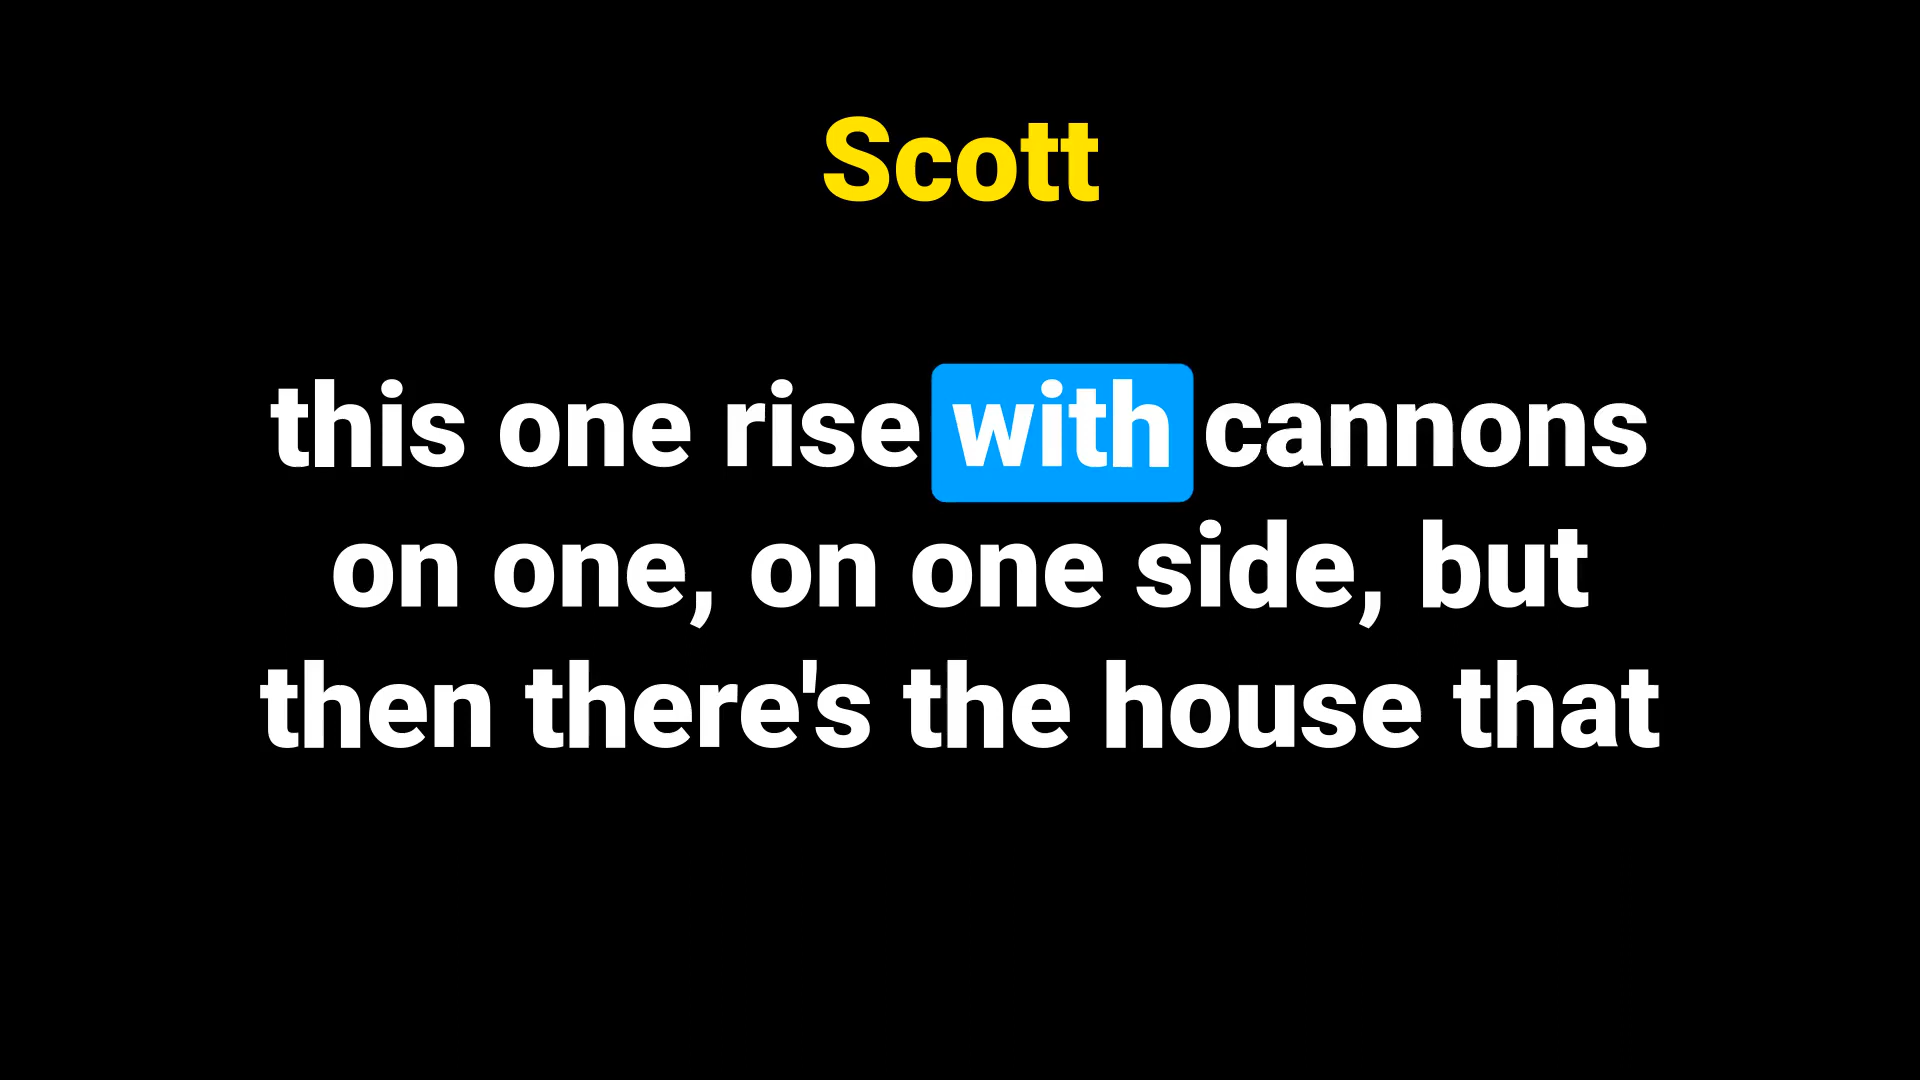 Scott
this one rise with cannons
on one, on one side, but
then there's the house that